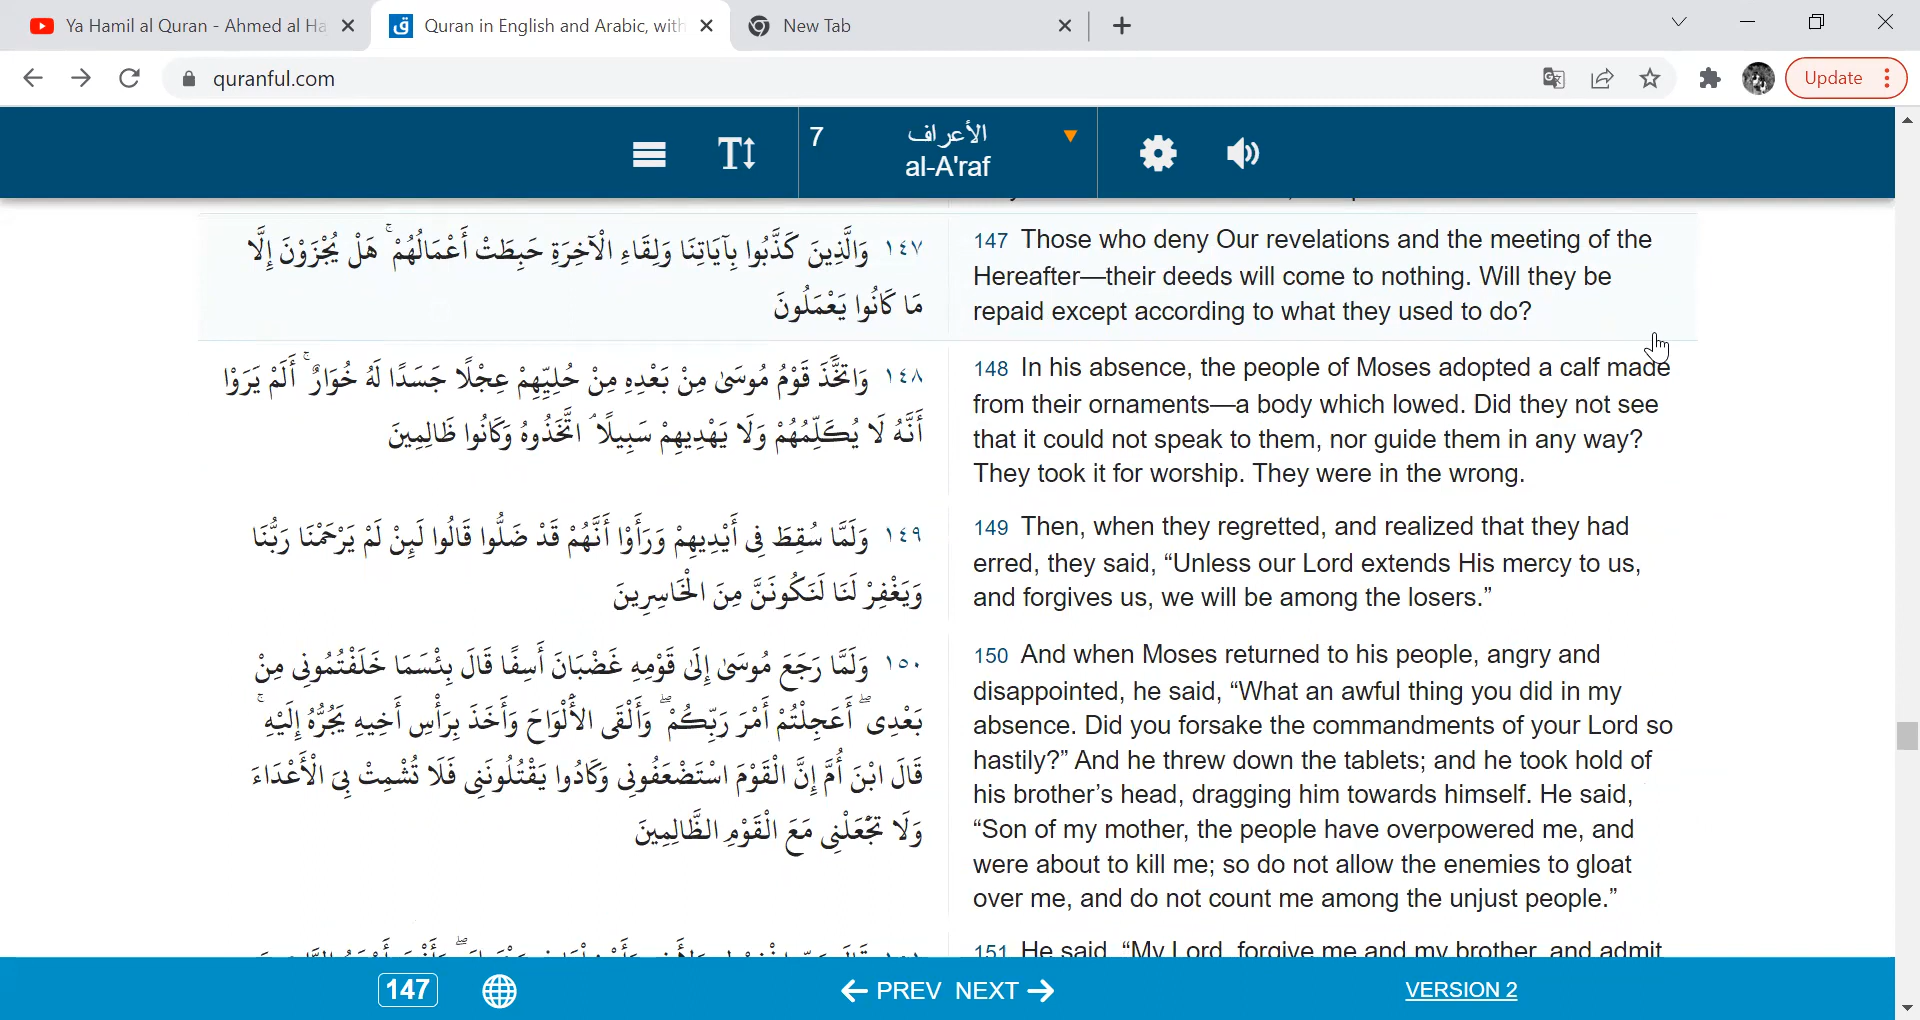 Ya Hamil al Quran - Ahmed al Ha
Quran in English and Arabic, with
New Tab
quranful.com
Update
7
الأعراف
al-A'raf
١٤٧ وَالَّذِينَ كَذَّبُوا بِآيَاتِنَا وَلِقَاءِ الْآخِرَةِ حَبِطَتْ أَعْمَالُهُمْ ۚ هَلْ يُجْزَوْنَ إِلَّا
مَا كَانُوا يَعْمَلُونَ
147 Those who deny Our revelations and the meeting of the
Hereafter—their deeds will come to nothing. Will they be
repaid except according to what they used to do?
١٤٨ وَاتَّخَذَ قَوْمُ مُوسَىٰ مِنْ بَعْدِهِ مِنْ حُلِيِّهِمْ عِجْلًا جَسَدًا لَهُ خُوَارٌ ۚ أَلَمْ يَرَوْا
أَنَّهُ لَا يُكَلِّمُهُمْ وَلَا يَهْدِيهِمْ سَبِيلًا ۘ اتَّخَذُوهُ وَكَانُوا ظَالِمِينَ
148 In his absence, the people of Moses adopted a calf made
from their ornaments—a body which lowed. Did they not see
that it could not speak to them, nor guide them in any way?
They took it for worship. They were in the wrong.
١٤٩ وَلَمَّا سُقِطَ فِي أَيْدِيهِمْ وَرَأَوْا أَنَّهُمْ قَدْ ضَلُّوا قَالُوا لَئِنْ لَمْ يَرْحَمْنَا رَبُّنَا
وَيَغْفِرْ لَنَا لَنَكُونَنَّ مِنَ الْخَاسِرِينَ
149 Then, when they regretted, and realized that they had
erred, they said, “Unless our Lord extends His mercy to us,
and forgives us, we will be among the losers.”
١٥٠ وَلَمَّا رَجَعَ مُوسَىٰ إِلَىٰ قَوْمِهِ غَضْبَانَ أَسِفًا قَالَ بِئْسَمَا خَلَفْتُمُونِي مِنْ
بَعْدِي ۖ أَعَجِلْتُمْ أَمْرَ رَبِّكُمْ ۖ وَأَلْقَى الْأَلْوَاحَ وَأَخَذَ بِرَأْسِ أَخِيهِ يَجُرُّهُ إِلَيْهِ ۚ
قَالَ ابْنَ أُمَّ إِنَّ الْقَوْمَ اسْتَضْعَفُونِي وَكَادُوا يَقْتُلُونَنِي فَلَا تُشْمِتْ بِيَ الْأَعْدَاءَ
وَلَا تَجْعَلْنِي مَعَ الْقَوْمِ الظَّالِمِينَ
150 And when Moses returned to his people, angry and
disappointed, he said, “What an awful thing you did in my
absence. Did you forsake the commandments of your Lord so
hastily?” And he threw down the tablets; and he took hold of
his brother’s head, dragging him towards himself. He said,
“Son of my mother, the people have overpowered me, and
were about to kill me; so do not allow the enemies to gloat
over me, and do not count me among the unjust people.”
151 He said, “My Lord, forgive me and my brother, and admit
147
PREV NEXT
VERSION 2